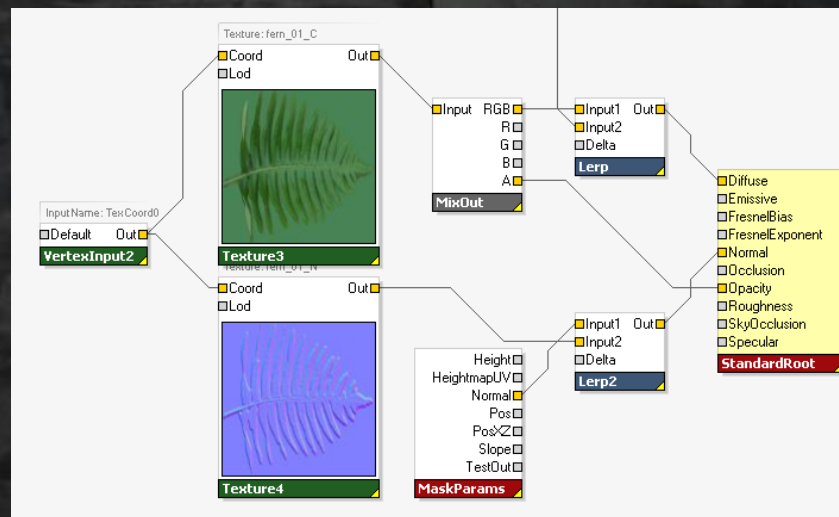 Texture: fern_01_C
Coord Out
Lod
Texture3
InputName: TexCoord0
Default Out
VertexInput2
Texture: fern_01_N
Coord Out
Lod
Texture4
Input RGB
R
G
B
A
MixOut
Input1 Out
Input2
Delta
Lerp
Height
HeightmapUV
Normal
Pos
PosXZ
Slope
TestOut
MaskParams
Input1 Out
Input2
Delta
Lerp2
Diffuse
Emissive
FresnelBias
FresnelExponent
Normal
Occlusion
Opacity
Roughness
SkyOcclusion
Specular
StandardRoot